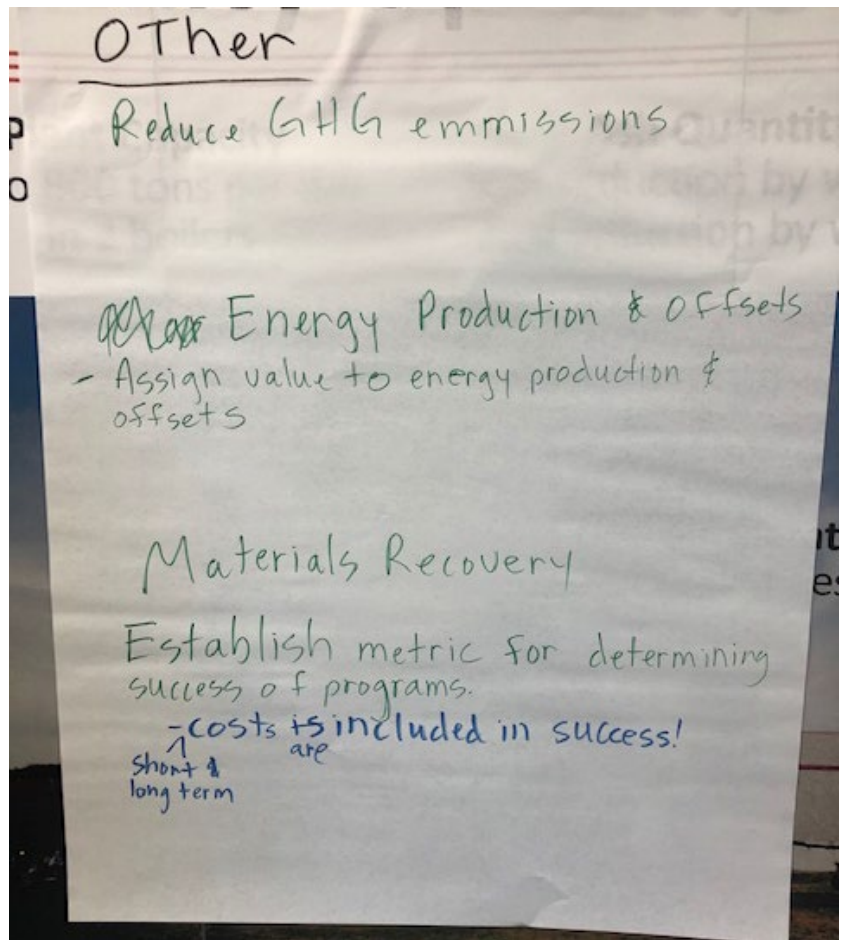 OTher
Reduce GHG emmissions
Energy Production & Offsets
- Assign value to energy production &
offsets
Materials Recovery
Establish metric for determining
success of programs.
- costs is included in success!
are
short &
long term